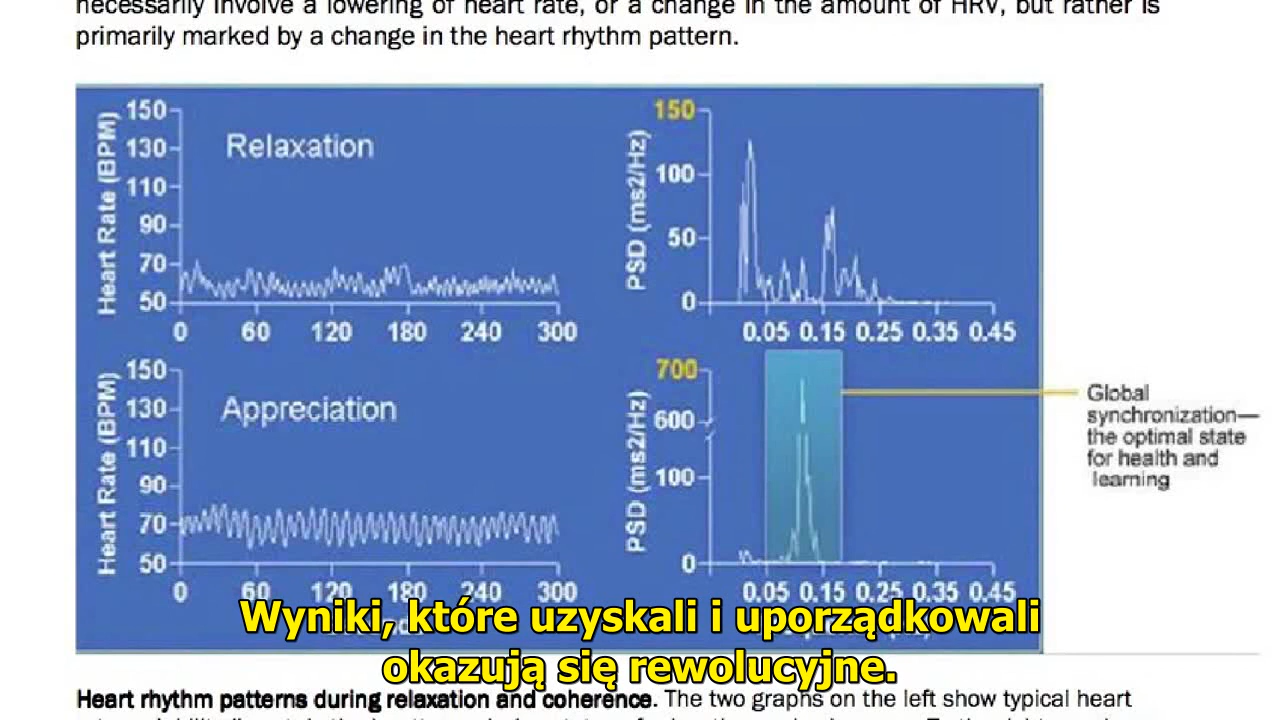 necessarily involve a lowering of heart rate, or a change in the amount of HRV, but rather is
primarily marked by a change in the heart rhythm pattern.
Relaxation
Heart Rate (BPM)
150
130
110
90
70
50
0 60 120 180 240 300
PSD (ms2/Hz)
150
100
50
0
0.05 0.15 0.25 0.35 0.45
Appreciation
Heart Rate (BPM)
150
130
110
90
70
50
0 60 120 180 240 300
PSD (ms2/Hz)
700
600
100
0
0.05 0.15 0.25 0.35 0.45
Global
synchronization—
the optimal state
for health and
learning
Wyniki, które uzyskali i uporządkowali
okazują się rewolucyjne.
Heart rhythm patterns during relaxation and coherence. The two graphs on the left show typical heart